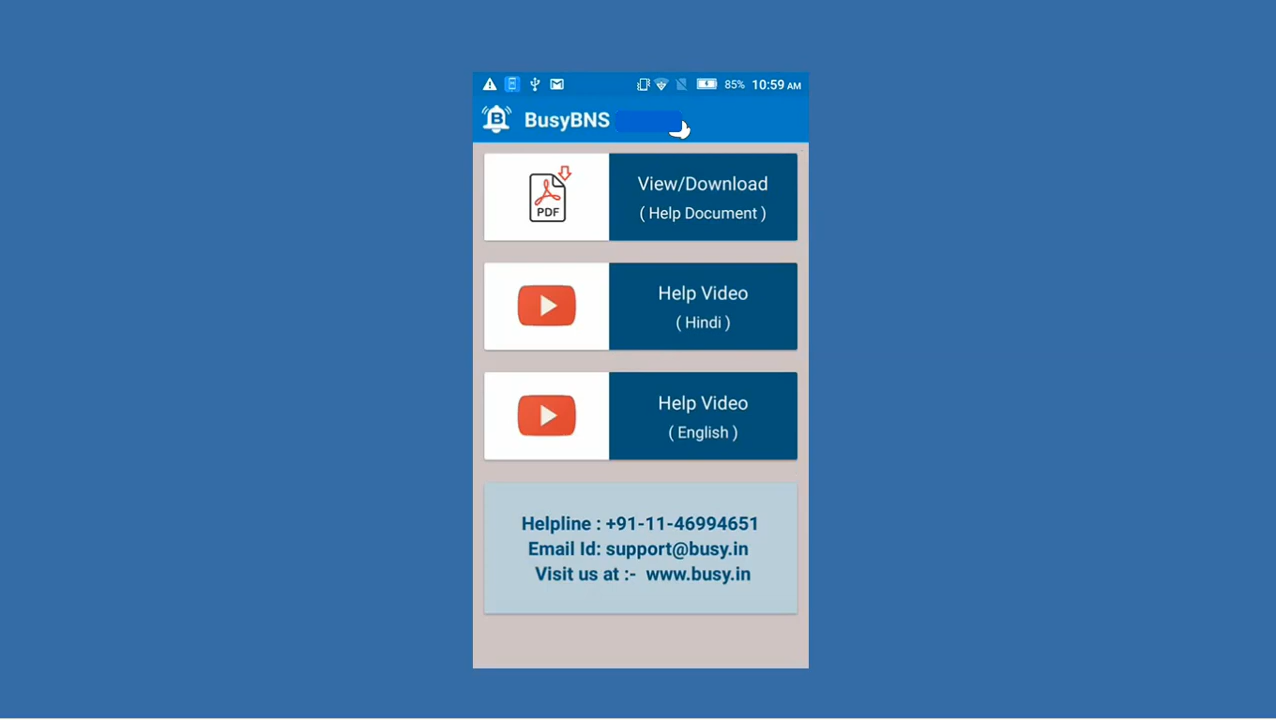 85% 10:59 AM
B BusyBNS
PDF
View/Download
( Help Document )
Help Video
( Hindi )
Help Video
( English )
Helpline : +91-11-46994651
Email Id: support@busy.in
Visit us at :- www.busy.in